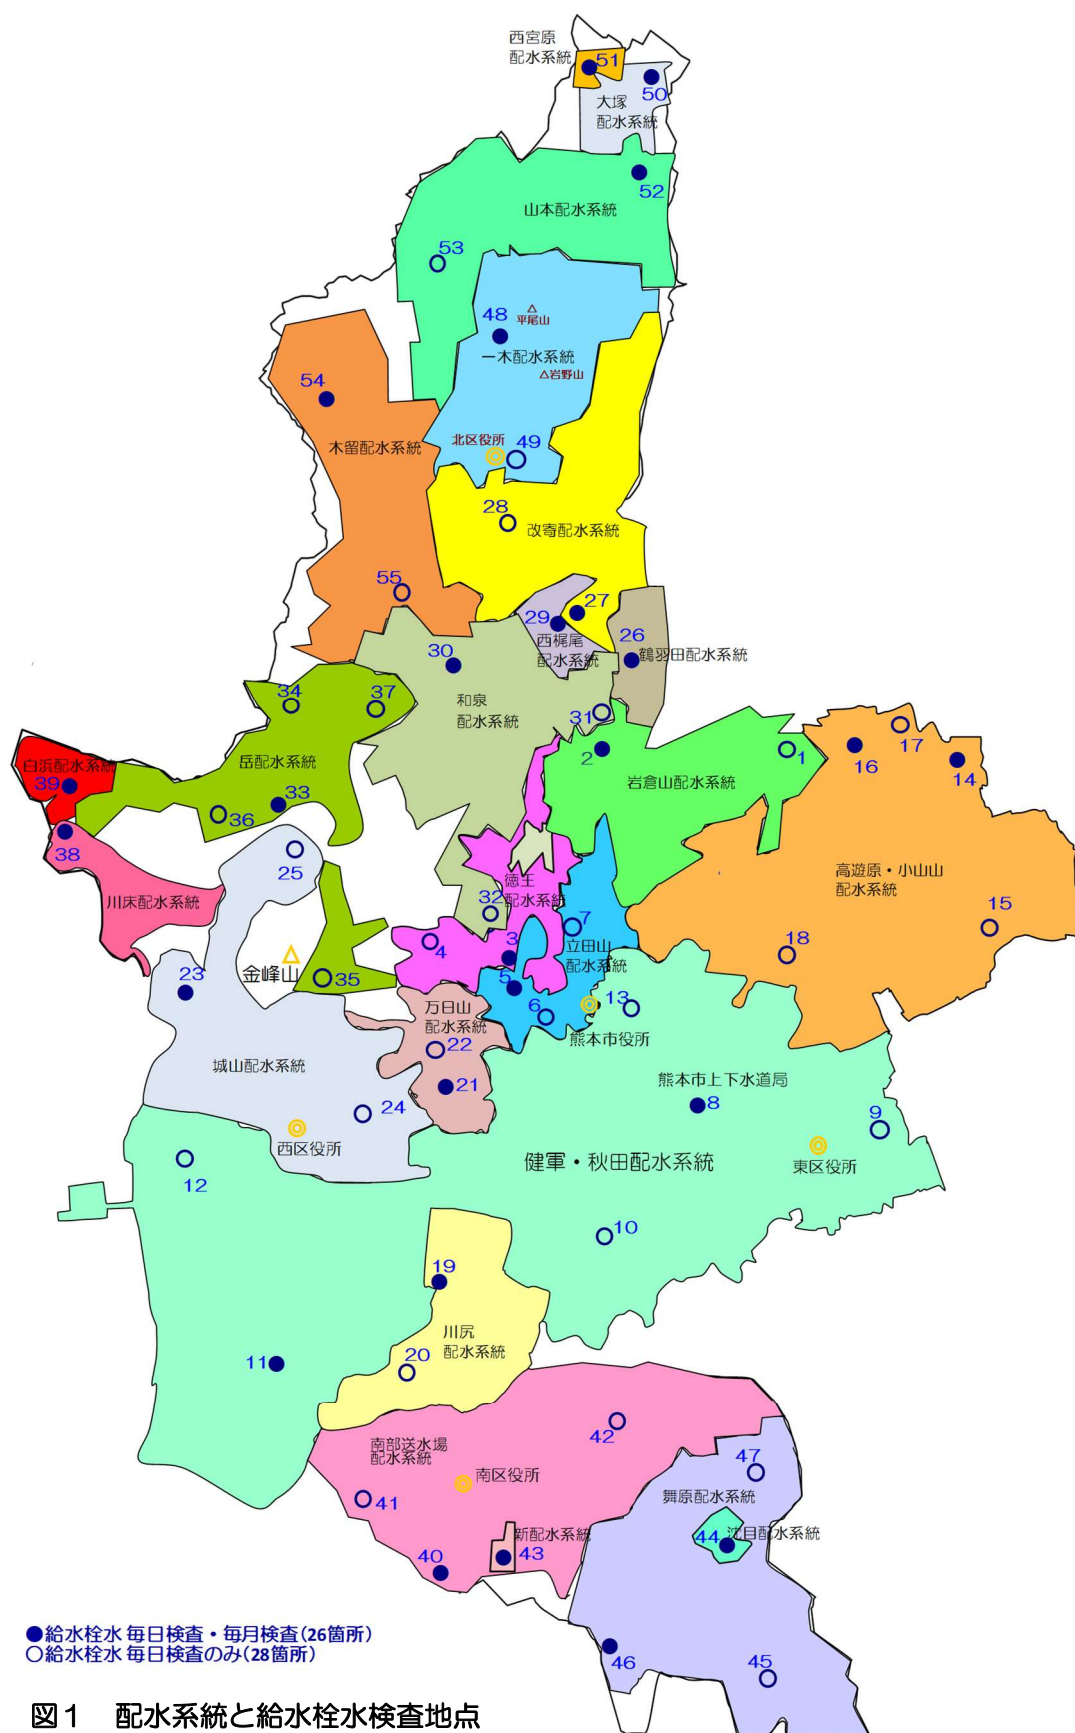 西宮原
配水系統
51
50
大塚
配水系統
52
山本配水系統
53
48
平尾山
一木配水系統
岩野山
54
木留配水系統
北区役所
49
28
改寄配水系統
55
29
27
26
西梶尾
配水系統
鶴羽田配水系統
30
和泉
配水系統
31
34
37
岳配水系統
33
36
白浜配水系統
39
38
川床配水系統
2
1
岩倉山配水系統
16
17
14
高遊原・小山山
配水系統
15
18
25
32
徳王
配水系統
3
4
7
立田山
配水系統
5
6
13
熊本市役所
23
金峰山
35
万日山
配水系統
22
21
城山配水系統
24
西区役所
熊本市上下水道局
8
9
東区役所
健軍・秋田配水系統
12
10
19
川尻
配水系統
20
11
南部送水場
配水系統
42
南区役所
41
新配水系統
43
40
47
舞原配水系統
44
沈目配水系統
46
45
●給水栓水 毎日検査・毎月検査(26箇所)
○給水栓水 毎日検査のみ(28箇所)
図１　配水系統と給水栓水検査地点